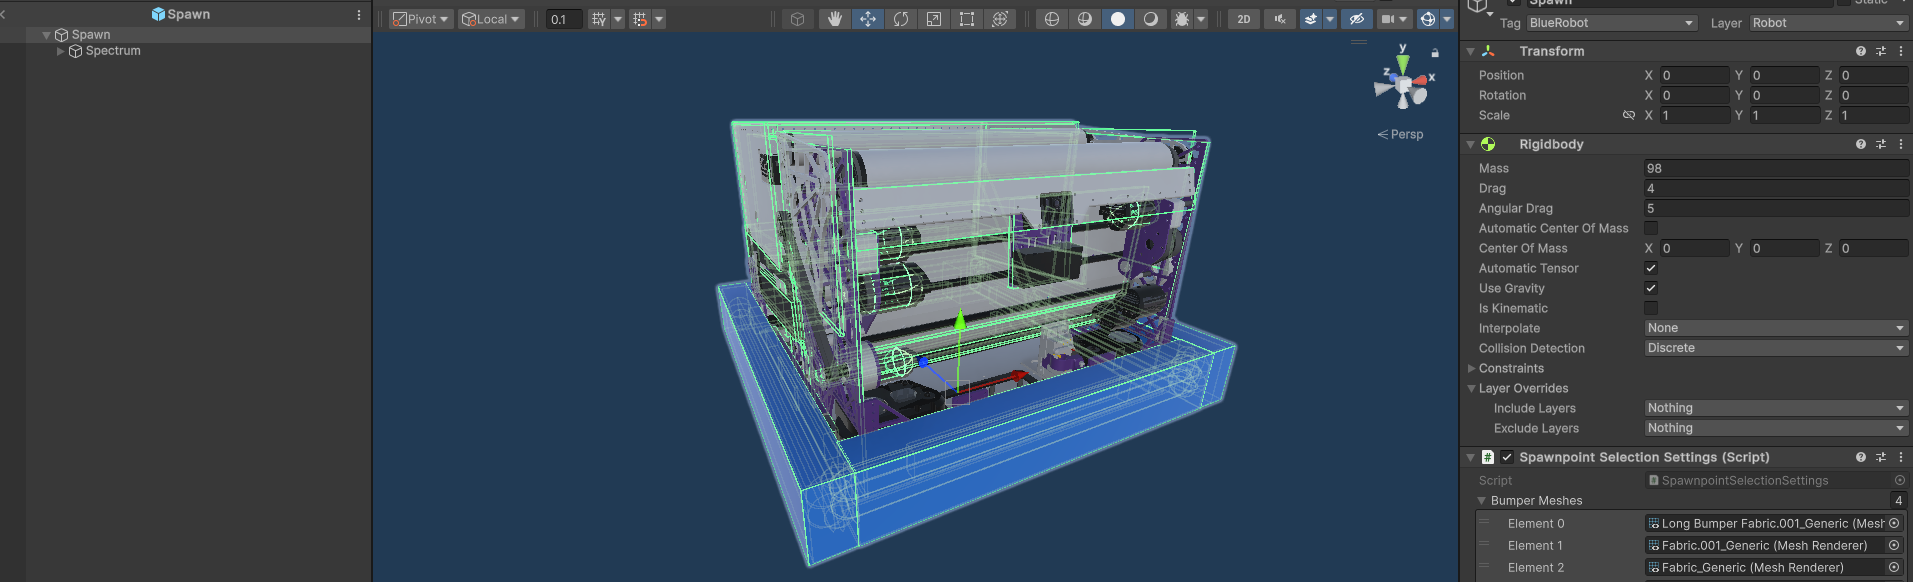 Spawn
Spawn
Spectrum
Pivot
Local
0.1
2D
y
z
x
Persp
Spawn
Static
Tag BlueRobot Layer Robot
Transform
Position X 0 Y 0 Z 0
Rotation X 0 Y 0 Z 0
Scale X 1 Y 1 Z 1
Rigidbody
Mass 98
Drag 4
Angular Drag 5
Automatic Center Of Mass
Center Of Mass X 0 Y 0 Z 0
Automatic Tensor
Use Gravity
Is Kinematic
Interpolate None
Collision Detection Discrete
Constraints
Layer Overrides
Include Layers Nothing
Exclude Layers Nothing
# Spawnpoint Selection Settings (Script)
Script SpawnpointSelectionSettings
Bumper Meshes 4
Element 0 Long Bumper Fabric.001_Generic (Mesh
Element 1 Fabric.001_Generic (Mesh Renderer)
Element 2 Fabric_Generic (Mesh Renderer)